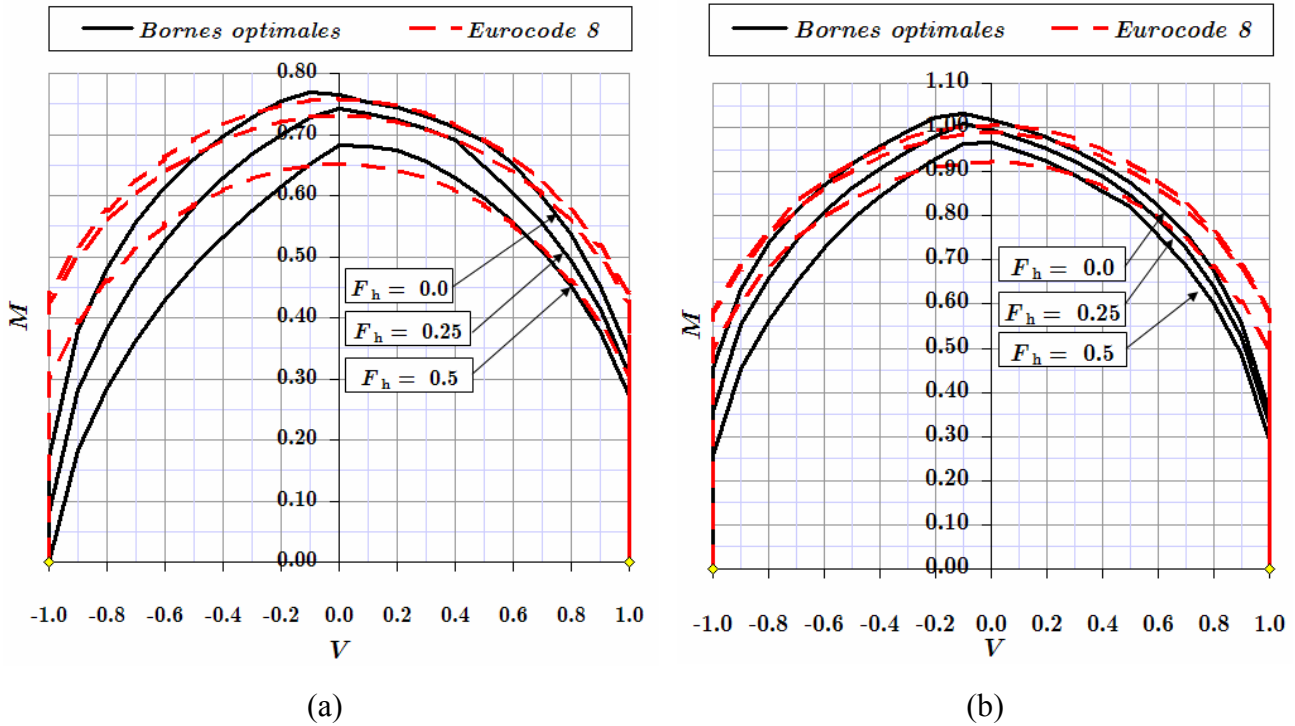 Bornes optimales Eurocode 8
0.80
0.70
0.60
0.50
0.40
0.30
0.20
0.10
0.00
M
F h = 0.0
F h = 0.25
F h = 0.5
-1.0 -0.8 -0.6 -0.4 -0.2 0.0 0.2 0.4 0.6 0.8 1.0
V
(a)
Bornes optimales Eurocode 8
1.10
1.00
0.90
0.80
0.70
0.60
0.50
0.40
0.30
0.20
0.10
0.00
M
F h = 0.0
F h = 0.25
F h = 0.5
-1.0 -0.8 -0.6 -0.4 -0.2 0.0 0.2 0.4 0.6 0.8 1.0
V
(b)